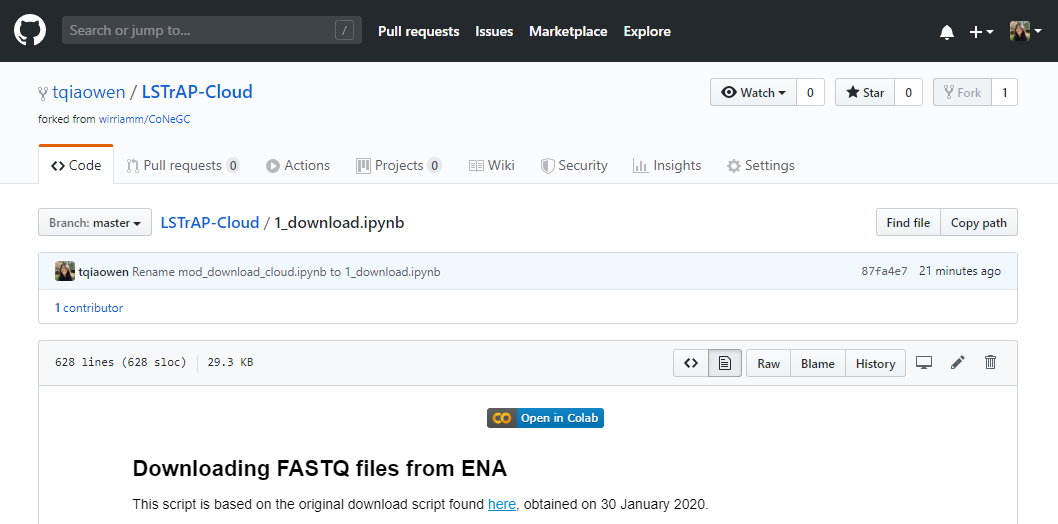 Search or jump to... / Pull requests Issues Marketplace Explore
tqiaowen / LSTrAP-Cloud Watch 0 Star 0 Fork 1
forked from wirriamm/CoNeGC
Code Pull requests 0 Actions Projects 0 Wiki Security Insights Settings
Branch: master LSTrAP-Cloud / 1_download.ipynb Find file Copy path
tqiaowen Rename mod_download_cloud.ipynb to 1_download.ipynb 87fa4e7 21 minutes ago
1 contributor
628 lines (628 sloc) 29.3 KB Raw Blame History
Open in Colab
Downloading FASTQ files from ENA
This script is based on the original download script found here, obtained on 30 January 2020.